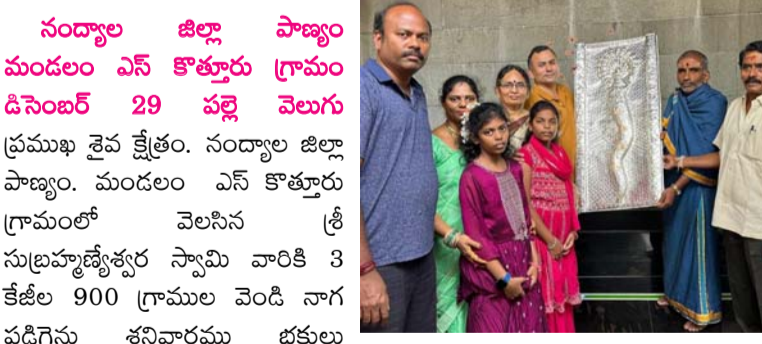 నంద్యాల జిల్లా పాణ్యం
మండలం ఎస్ కొత్తూరు గ్రామం
డిసెంబర్ 29 పల్లె వెలుగు
ప్రముఖ శైవ క్షేత్రం. నంద్యాల జిల్లా
పాణ్యం. మండలం ఎస్ కొత్తూరు
గ్రామంలో వెలసిన శ్రీ
సుబ్రహ్మణ్యేశ్వర స్వామి వారికి 3
కేజీల 900 గ్రాముల వెండి నాగ
పడిగెను శనివారము భక్తులు